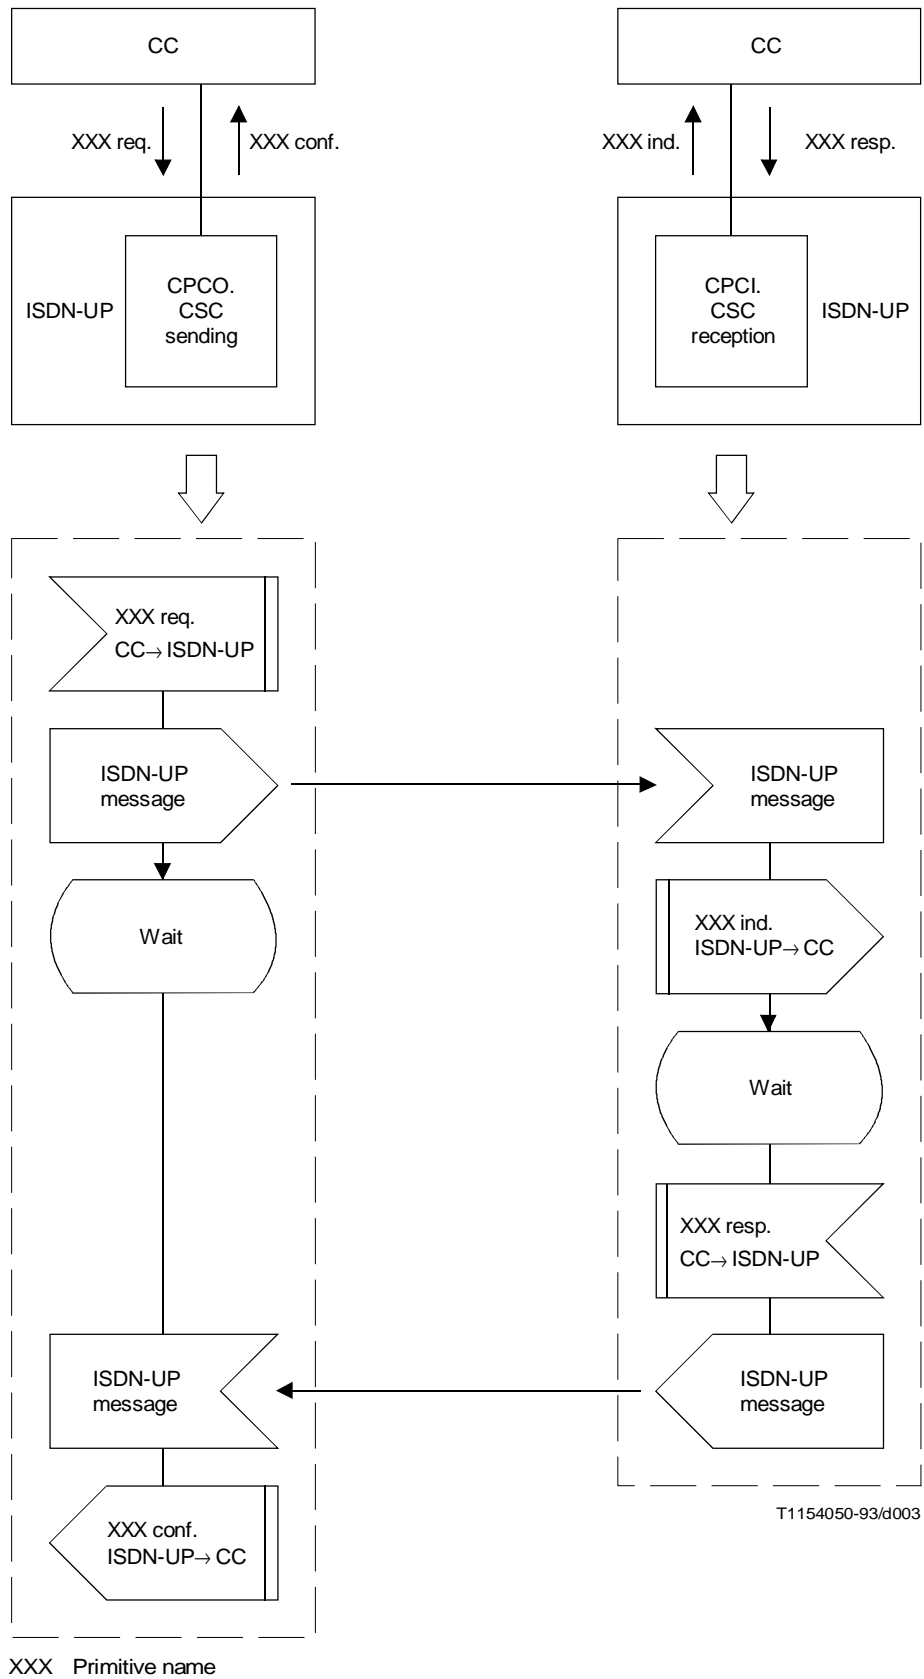 CC
CC
XXX req.
XXX conf.
XXX ind.
XXX resp.
ISDN-UP
CPCO.
CSC
sending
CPCI.
CSC
reception
ISDN-UP
XXX req.
CC→ISDN-UP
ISDN-UP
message
ISDN-UP
message
Wait
XXX ind.
ISDN-UP→CC
Wait
XXX resp.
CC→ISDN-UP
ISDN-UP
message
ISDN-UP
message
XXX conf.
ISDN-UP→CC
T1154050-93/d003
XXX Primitive name